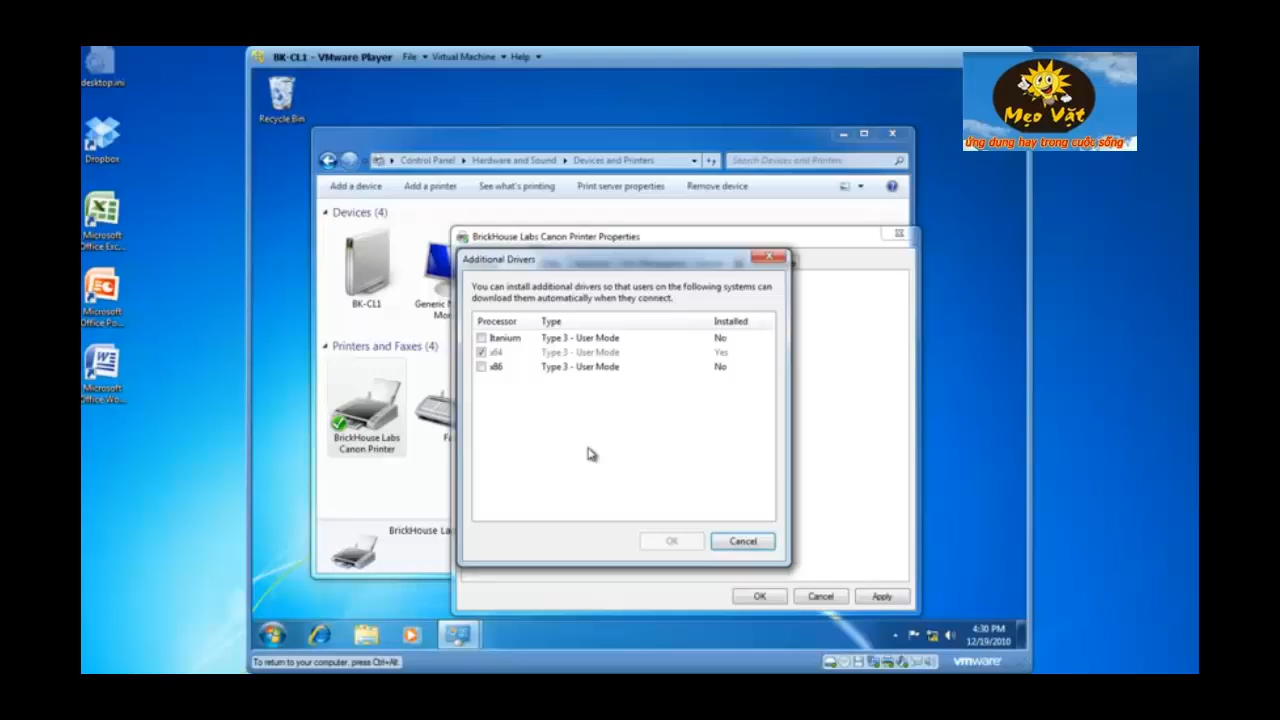 desktop.ini
Dropbox
Microsoft
Office Exc...
Microsoft
Office Po...
Microsoft
Office Wo...
BK-CL1 - VMware Player File Virtual Machine Help
Mẹo Vặt
ứng dụng hay trong cuộc sống
Recycle Bin
Control Panel Hardware and Sound Devices and Printers
Search Devices and Printers
Add a device Add a printer See what's printing Print server properties Remove device
Devices (4)
BK-CL1
Generic
Mo
Printers and Faxes (4)
BrickHouse Labs
Canon Printer
Fa
BrickHouse La
BrickHouse Labs Canon Printer Properties
Additional Drivers
You can install additional drivers so that users on the following systems can
download them automatically when they connect.
Processor Type Installed
Itanium Type 3 - User Mode No
x64 Type 3 - User Mode Yes
x86 Type 3 - User Mode No
OK Cancel
OK Cancel Apply
4:30 PM
12/19/2010
To return to your computer, press Ctrl+Alt.
vmware